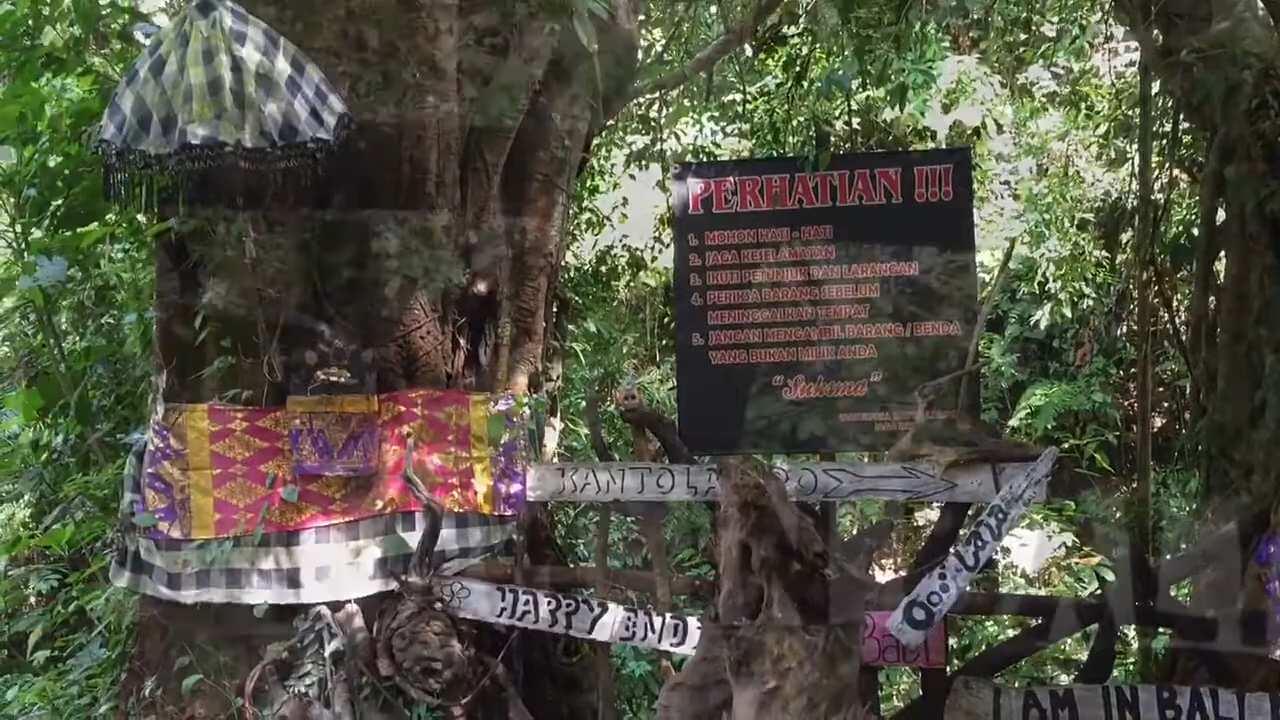 PERHATIAN !!!
1. MOHON HATI - HATI
2. JAGA KESELAMATAN
3. IKUTI PETUNJUK DAN LARANGAN
4. PERIKSA BARANG SEBELUM
MENINGGALKAN TEMPAT
5. JANGAN MENGAMBIL BARANG / BENDA
YANG BUKAN MILIK ANDA
"Suksma"
HAPPY END
Bali
I AM IN BALI